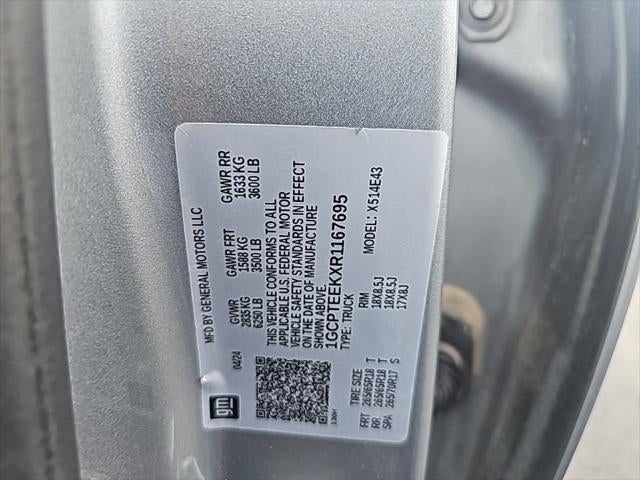 MFD BY GENERAL MOTORS LLC
04/24 GVWR GAWR FRT GAWR RR
2835 KG 1588 KG 1633 KG
6250 LB 3500 LB 3600 LB
THIS VEHICLE CONFORMS TO ALL
APPLICABLE U.S. FEDERAL MOTOR
VEHICLE SAFETY STANDARDS IN EFFECT
ON THE DATE OF MANUFACTURE
SHOWN ABOVE.
1GCPTEEKXR1167695
TYPE: TRUCK MODEL: X514E43
TIRE SIZE RIM
FRT 265/65R18 T 18X8.5J
RR 265/65R18 T 18X8.5J
SPA 265/70R17 S 17X8J
gm